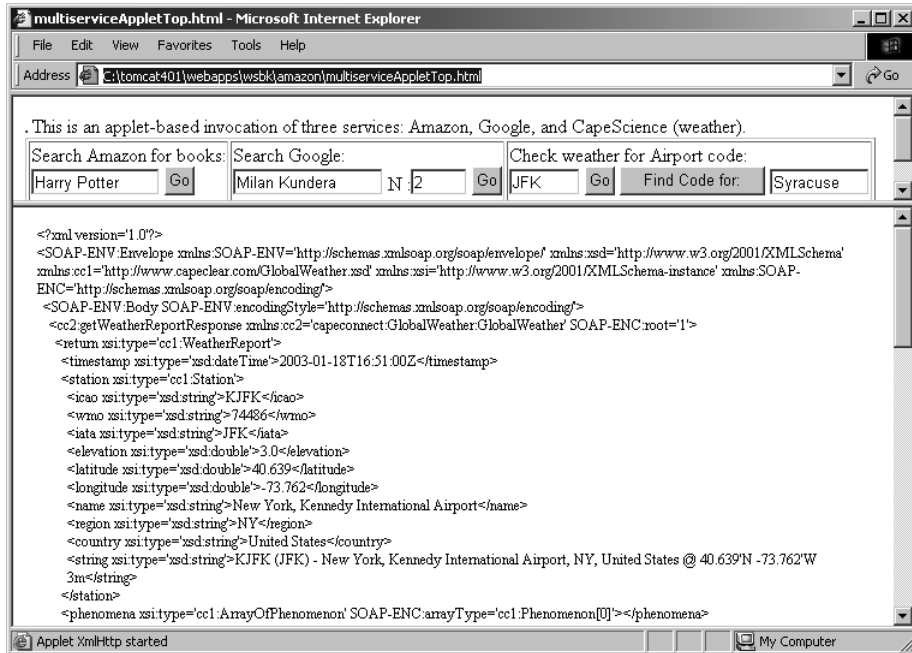 multiserviceAppletTop.html - Microsoft Internet Explorer
File Edit View Favorites Tools Help
Address C:\tomcat401\webapps\wsbk\amazon\multiserviceAppletTop.html Go
. This is an applet-based invocation of three services: Amazon, Google, and CapeScience (weather).
Search Amazon for books: Search Google: Check weather for Airport code:
Harry Potter Go Milan Kundera N :2 Go JFK Go Find Code for: Syracuse
<?xml version='1.0'?>
<SOAP-ENV:Envelope xmlns:SOAP-ENV='http://schemas.xmlsoap.org/soap/envelope/' xmlns:xsd='http://www.w3.org/2001/XMLSchema'
xmlns:cc1='http://www.capeclear.com/GlobalWeather.xsd' xmlns:xsi='http://www.w3.org/2001/XMLSchema-instance' xmlns:SOAP-
ENC='http://schemas.xmlsoap.org/soap/encoding/'>
<SOAP-ENV:Body SOAP-ENV:encodingStyle='http://schemas.xmlsoap.org/soap/encoding/'>
<cc2:getWeatherReportResponse xmlns:cc2='capeconnect:GlobalWeather:GlobalWeather' SOAP-ENC:root='1'>
<return xsi:type='cc1:WeatherReport'>
<timestamp xsi:type='xsd:dateTime'>2003-01-18T16:51:00Z</timestamp>
<station xsi:type='cc1:Station'>
<icao xsi:type='xsd:string'>KJFK</icao>
<wmo xsi:type='xsd:string'>74486</wmo>
<iata xsi:type='xsd:string'>JFK</iata>
<elevation xsi:type='xsd:double'>3.0</elevation>
<latitude xsi:type='xsd:double'>40.639</latitude>
<longitude xsi:type='xsd:double'>-73.762</longitude>
<name xsi:type='xsd:string'>New York, Kennedy International Airport</name>
<region xsi:type='xsd:string'>NY</region>
<country xsi:type='xsd:string'>United States</country>
<string xsi:type='xsd:string'>KJFK (JFK) - New York, Kennedy International Airport, NY, United States @ 40.639'N -73.762'W
3m</string>
</station>
<phenomena xsi:type='cc1:ArrayOfPhenomenon' SOAP-ENC:arrayType='cc1:Phenomenon[0]'></phenomena>
Applet XmlHttp started My Computer